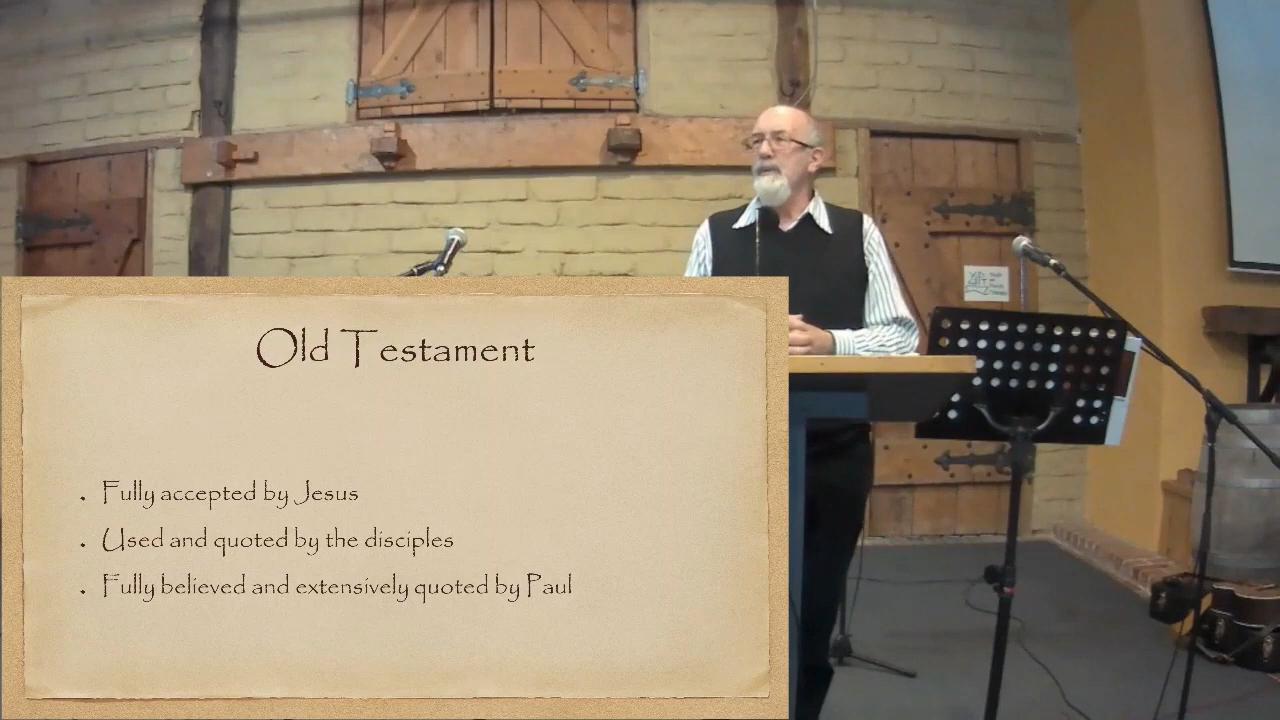 Old Testament
. Fully accepted by Jesus
. Used and quoted by the disciples
. Fully believed and extensively quoted by Paul